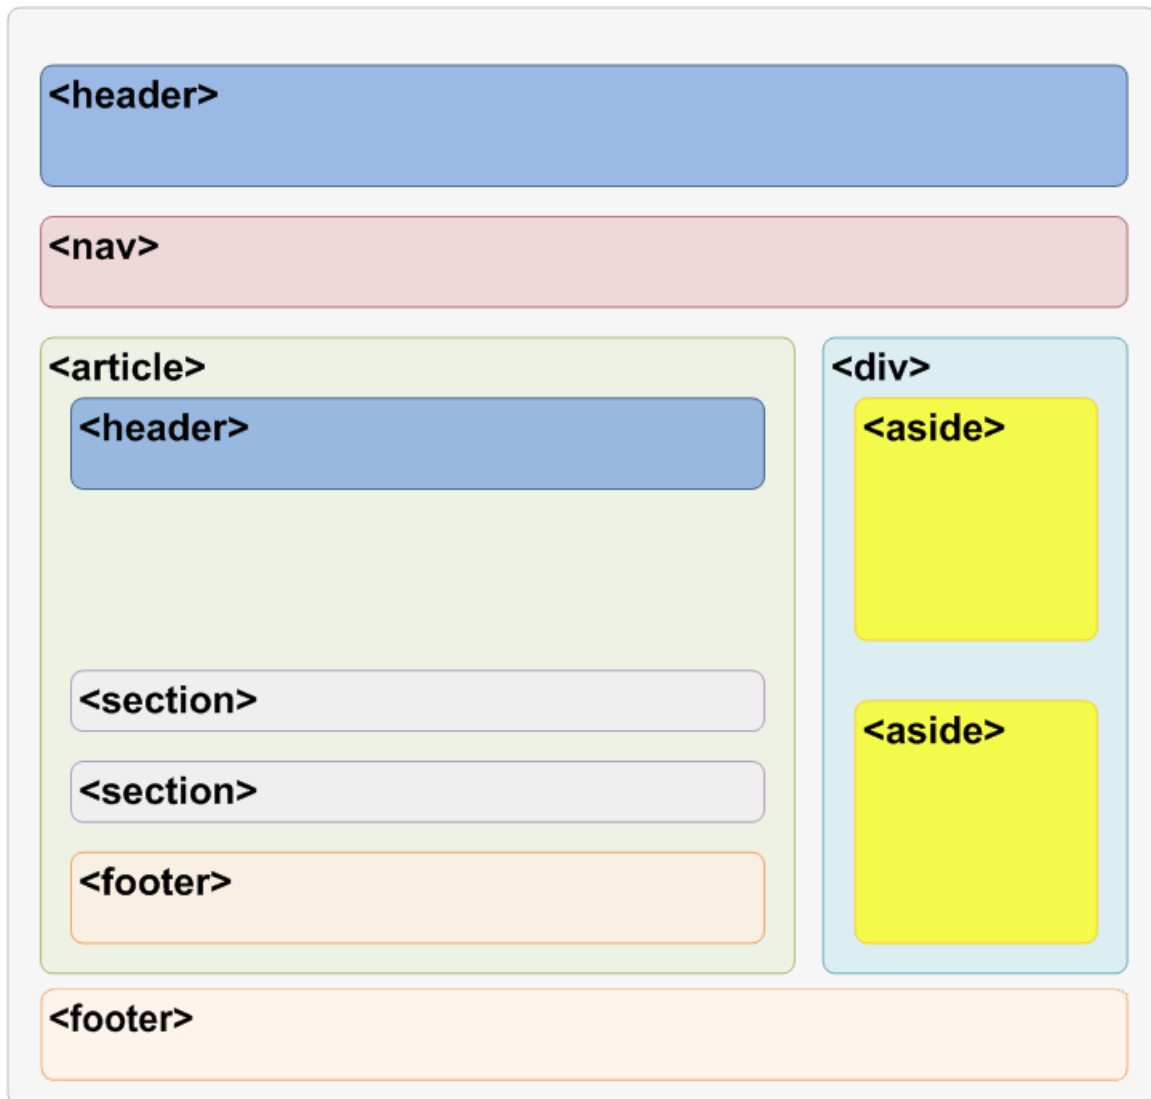 <header>
<nav>
<article>
<header>
<section>
<section>
<footer>
<div>
<aside>
<aside>
<footer>